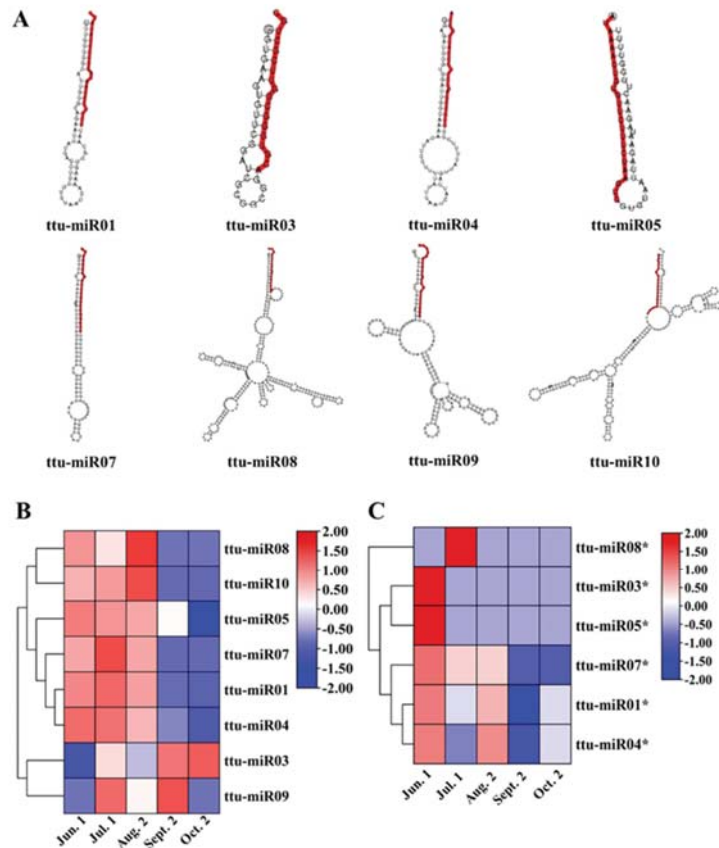 A
ttu-miR01
ttu-miR03
ttu-miR04
ttu-miR05
ttu-miR07
ttu-miR08
ttu-miR09
ttu-miR10
B
ttu-miR08
ttu-miR10
ttu-miR05
ttu-miR07
ttu-miR01
ttu-miR04
ttu-miR03
ttu-miR09
2.00
1.50
1.00
0.50
0.00
-0.50
-1.00
-1.50
-2.00
Jun. 1
Jul. 1
Aug. 2
Sept. 2
Oct. 2
C
ttu-miR08*
ttu-miR03*
ttu-miR05*
ttu-miR07*
ttu-miR01*
ttu-miR04*
2.00
1.50
1.00
0.50
0.00
-0.50
-1.00
-1.50
-2.00
Jun. 1
Jul. 1
Aug. 2
Sept. 2
Oct. 2